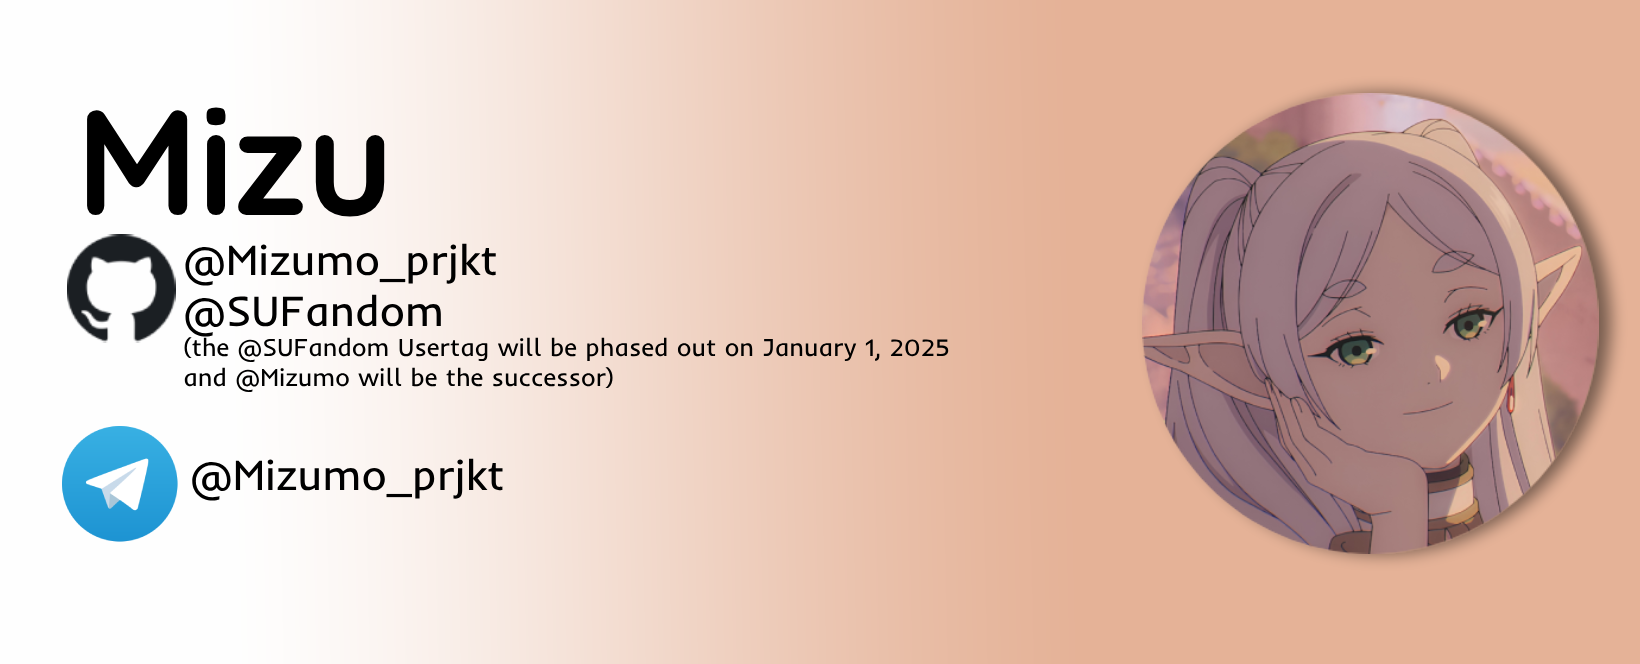 Mizu
@Mizumo_prjkt
@SUFandom
(the @SUFandom Usertag will be phased out on January 1, 2025
and @Mizumo will be the successor)
@Mizumo_prjkt